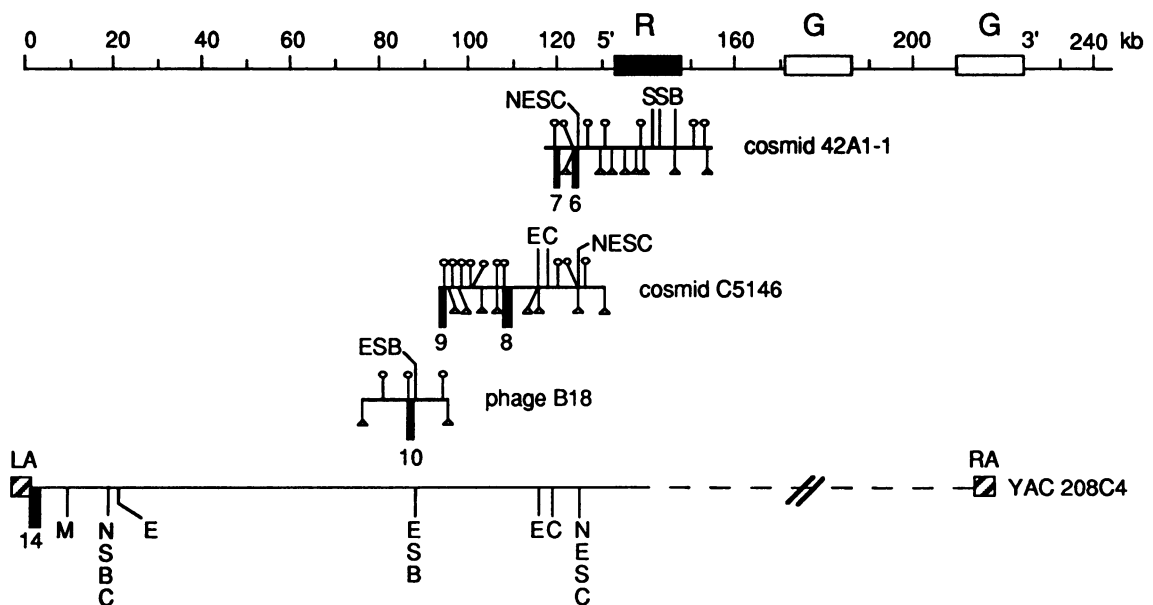 R G G
0 20 40 60 80 100 120 5' 160 200 3' 240 kb
NESC SSB
cosmid 42A1-1
7 6
EC NESC
cosmid C5146
9 8
ESB
phage B18
10
LA RA
YAC 208C4
14 M N E E E C N
S S S E
B B B S
C C